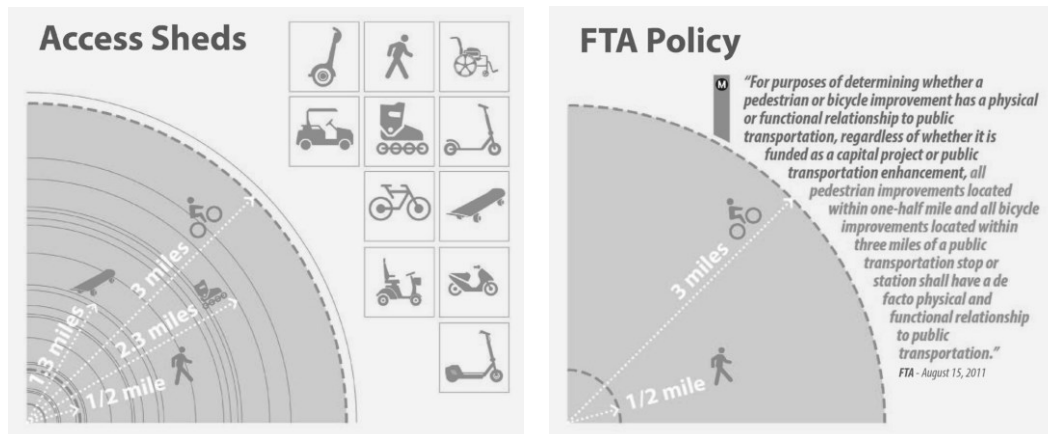 Access Sheds
3 miles
2.3 miles
1.3 miles
1/2 mile
FTA Policy
M
“For purposes of determining whether a
pedestrian or bicycle improvement has a physical
or functional relationship to public
transportation, regardless of whether it is
funded as a capital project or public
transportation enhancement, all
pedestrian improvements located
within one-half mile and all bicycle
improvements located within
three miles of a public
transportation stop or
station shall have a de
facto physical and
functional relationship
to public
transportation.”
FTA - August 15, 2011
3 miles
1/2 mile